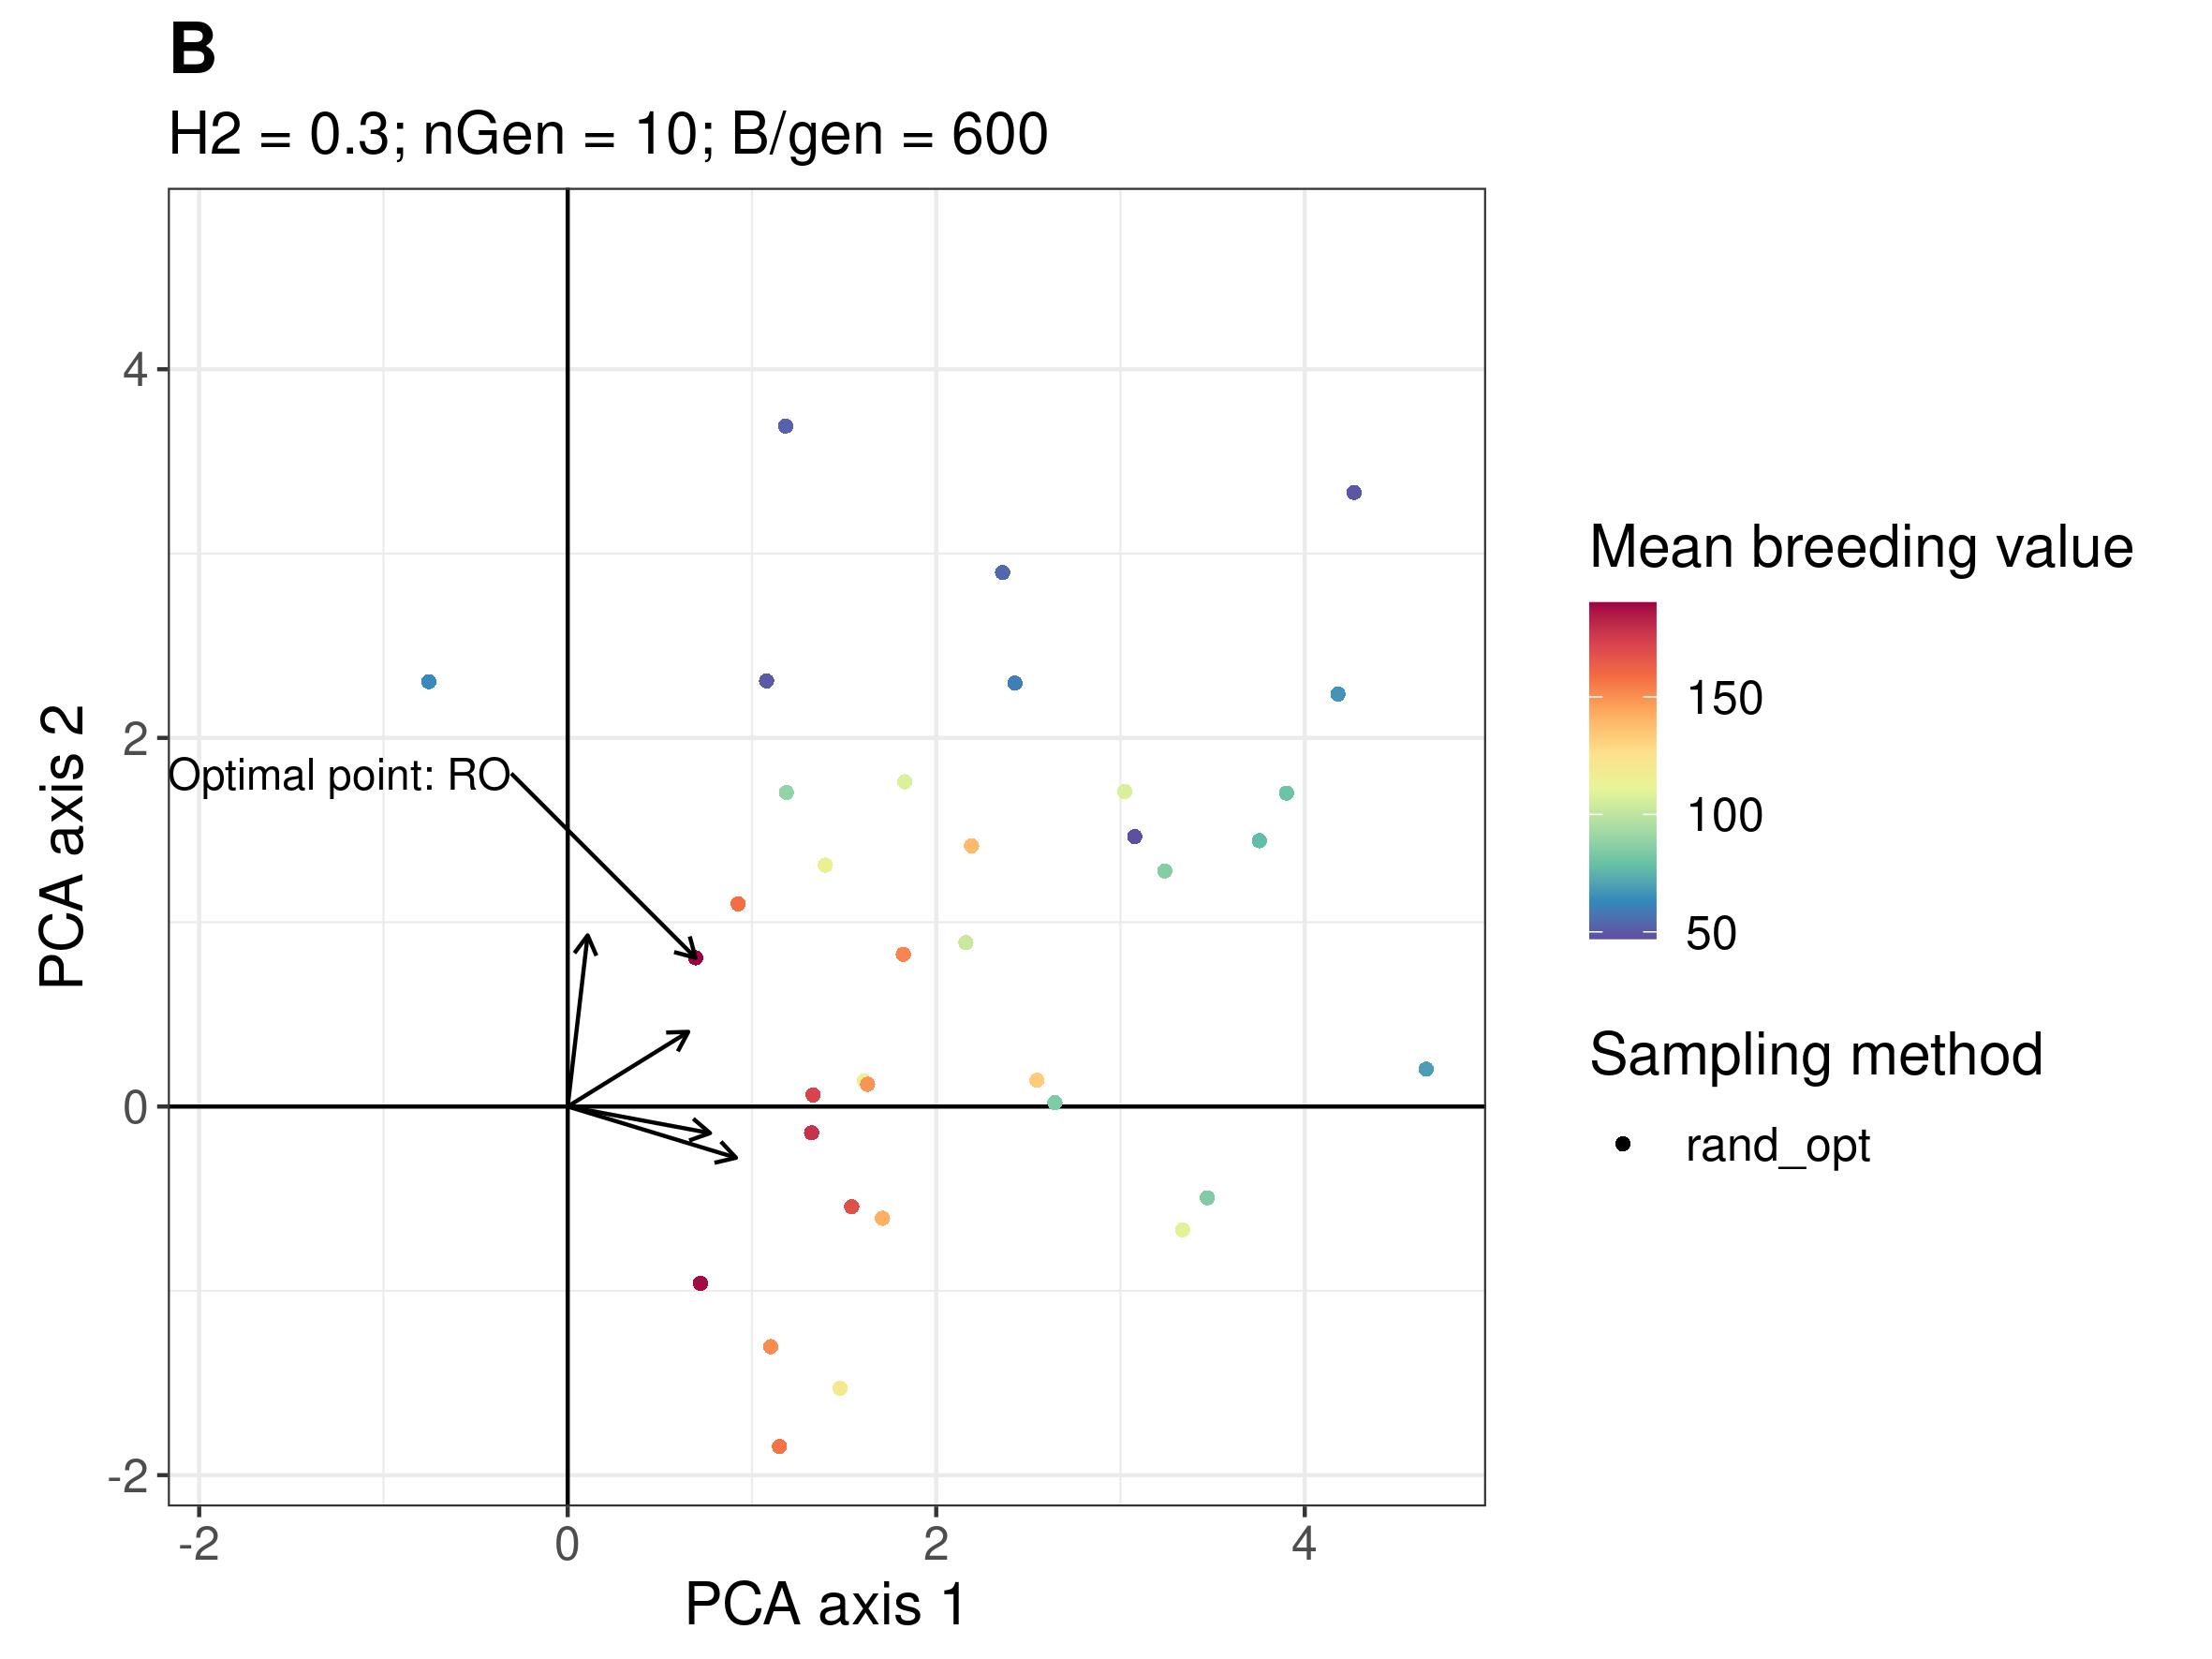 B
H2 = 0.3; nGen = 10; B/gen = 600
4
2
0
-2
PCA axis 2
Optimal point: RO
-2
0
2
4
PCA axis 1
Mean breeding value
150
100
50
Sampling method
rand_opt